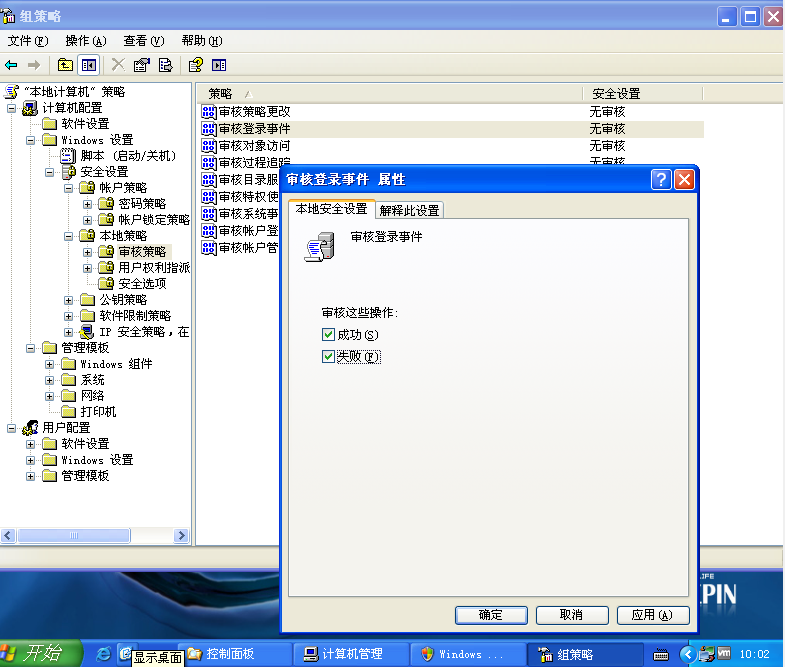 组策略
文件(F) 操作(A) 查看(V) 帮助(H)
“本地计算机” 策略
计算机配置
软件设置
Windows 设置
脚本 (启动/关机)
安全设置
帐户策略
密码策略
帐户锁定策略
本地策略
审核策略
用户权利指派
安全选项
公钥策略
软件限制策略
IP 安全策略，在
管理模板
Windows 组件
系统
网络
打印机
用户配置
软件设置
Windows 设置
管理模板
策略 安全设置
审核策略更改 无审核
审核登录事件 无审核
审核对象访问 无审核
审核过程追踪 无审核
审核目录服
审核特权使
审核系统事
审核帐户登
审核帐户管
审核登录事件 属性
本地安全设置 解释此设置
审核登录事件
审核这些操作:
成功(S)
失败(F)
确定 取消 应用(A)
LIFE
PIN
开始 显示桌面 控制面板 计算机管理 Windows ... 组策略 10:02